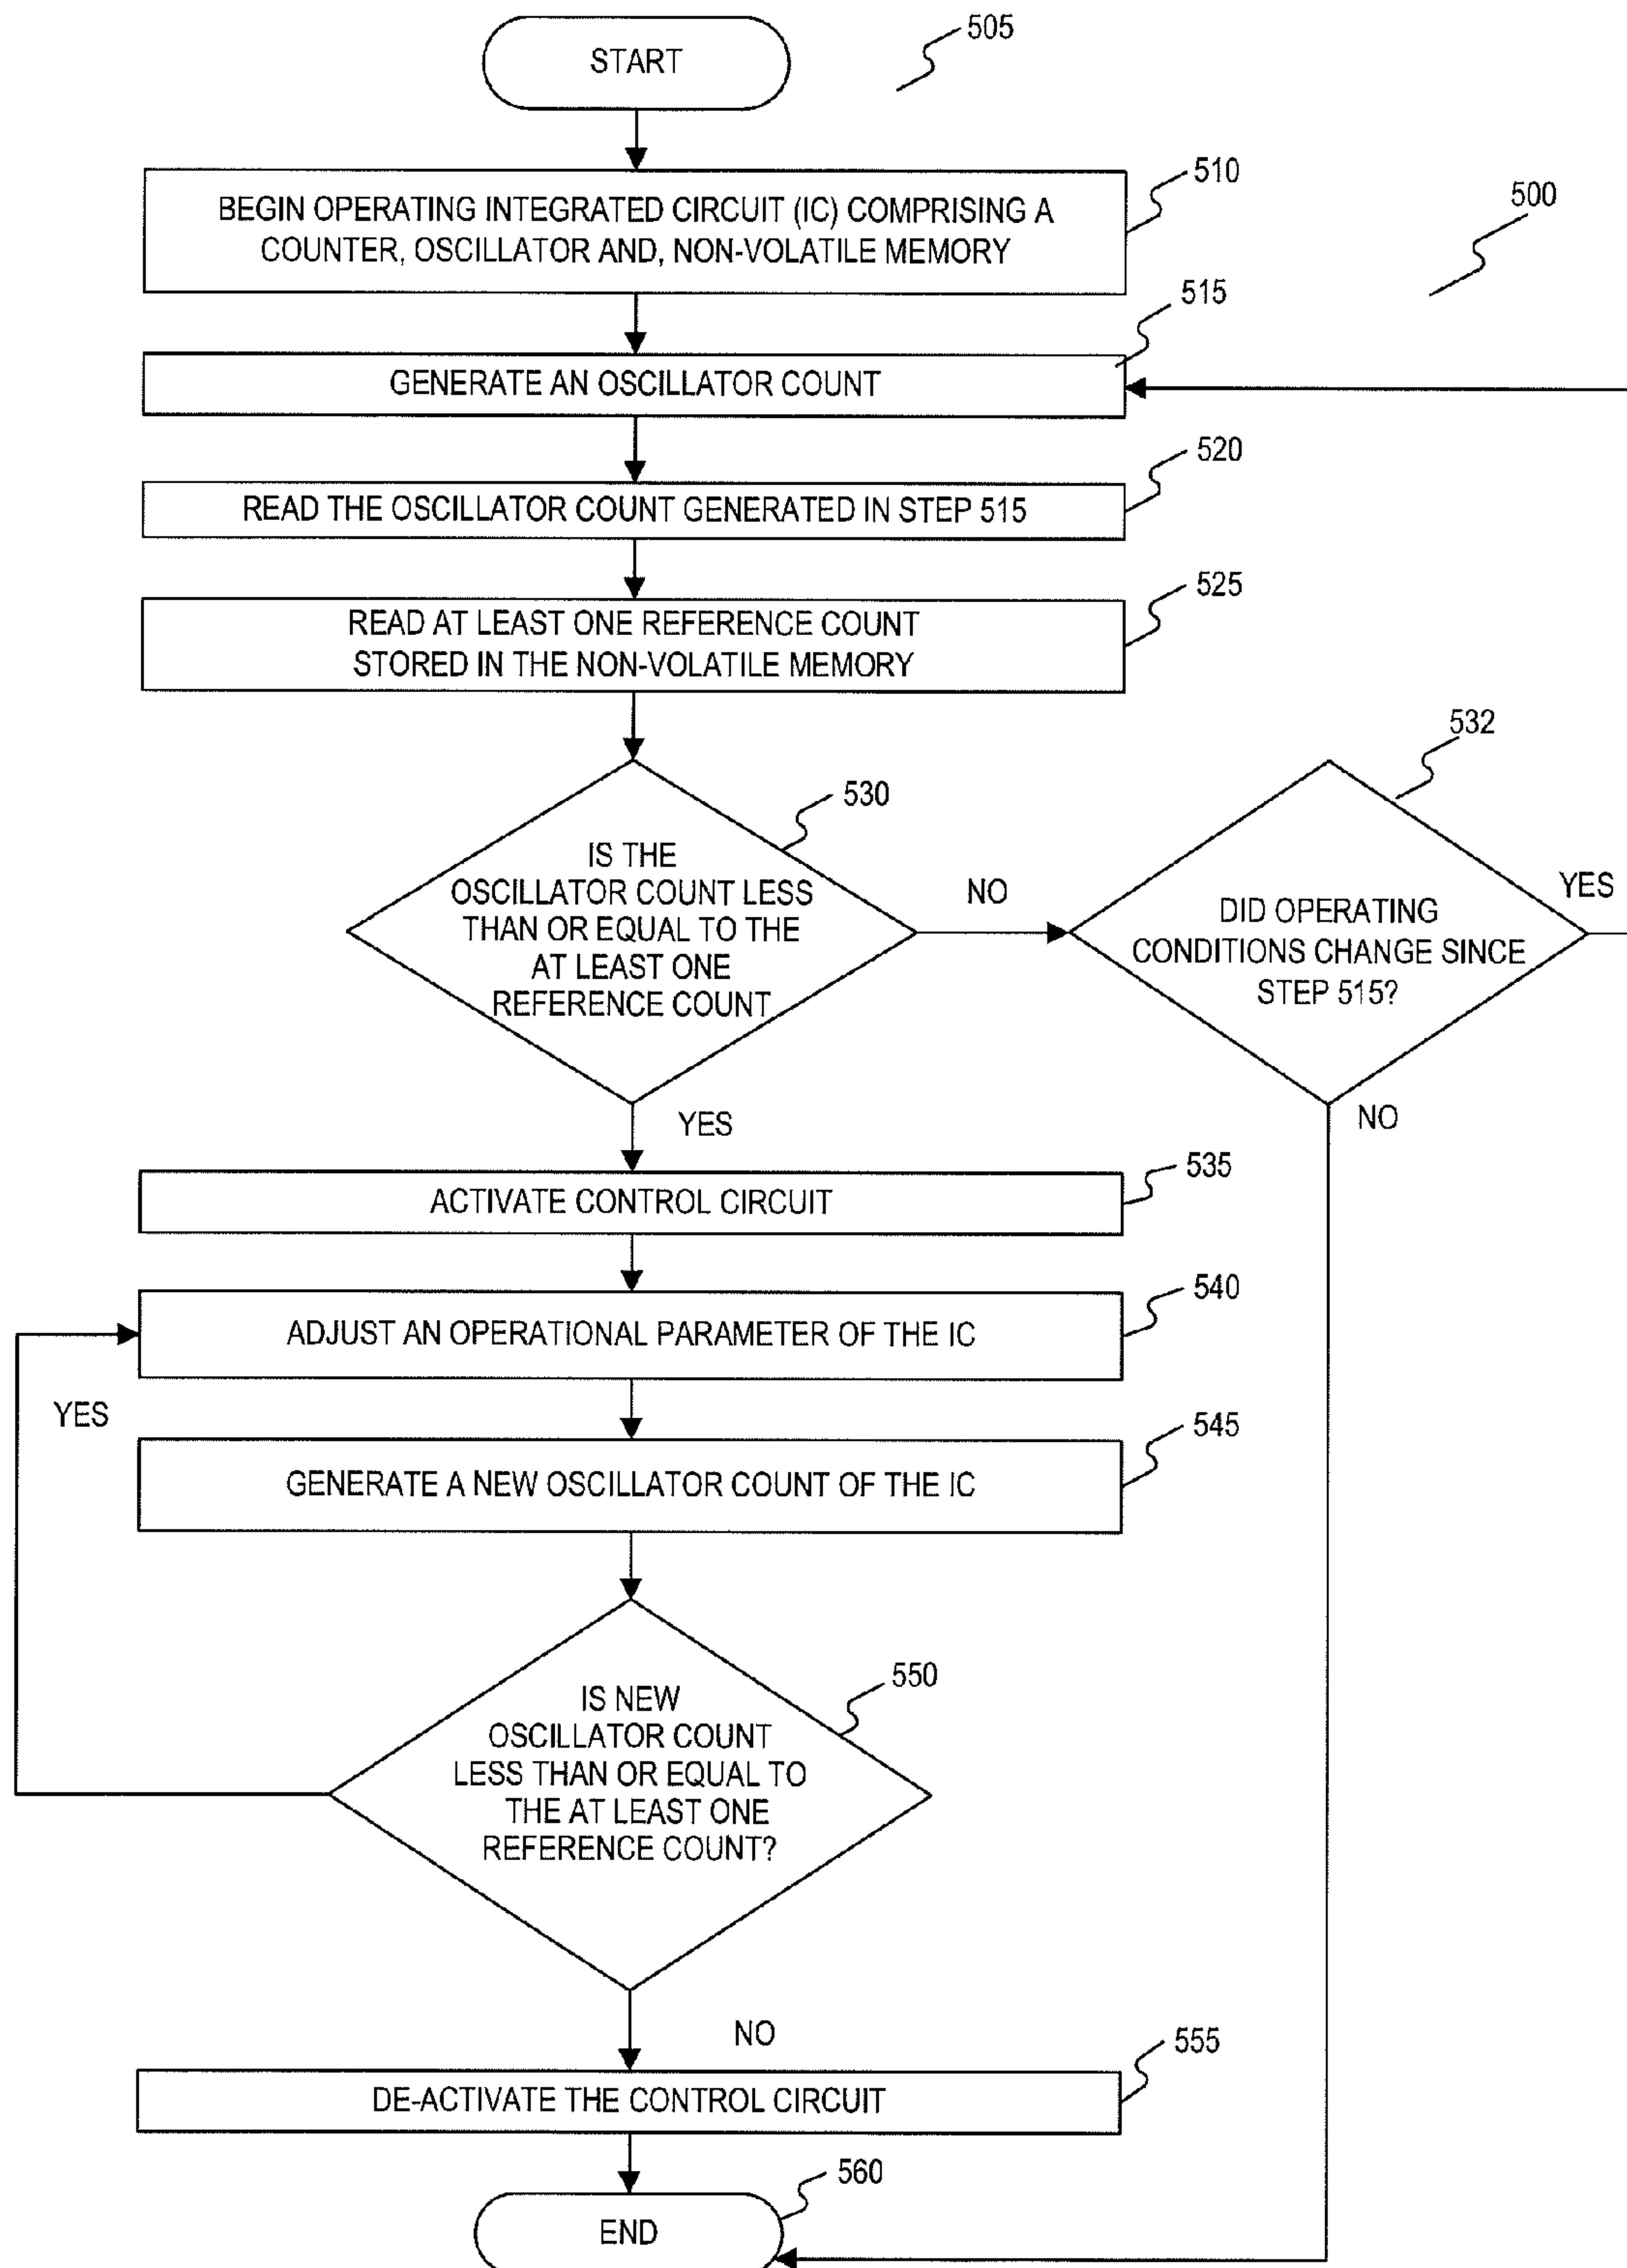 START
505
BEGIN OPERATING INTEGRATED CIRCUIT (IC) COMPRISING A
COUNTER, OSCILLATOR AND, NON-VOLATILE MEMORY
510
500
515
GENERATE AN OSCILLATOR COUNT
520
READ THE OSCILLATOR COUNT GENERATED IN STEP 515
525
READ AT LEAST ONE REFERENCE COUNT
STORED IN THE NON-VOLATILE MEMORY
530
IS THE
OSCILLATOR COUNT LESS
THAN OR EQUAL TO THE
AT LEAST ONE
REFERENCE COUNT
NO
532
DID OPERATING
CONDITIONS CHANGE SINCE
STEP 515?
YES
NO
YES
535
ACTIVATE CONTROL CIRCUIT
540
ADJUST AN OPERATIONAL PARAMETER OF THE IC
YES
545
GENERATE A NEW OSCILLATOR COUNT OF THE IC
550
IS NEW
OSCILLATOR COUNT
LESS THAN OR EQUAL TO
THE AT LEAST ONE
REFERENCE COUNT?
NO
555
DE-ACTIVATE THE CONTROL CIRCUIT
560
END